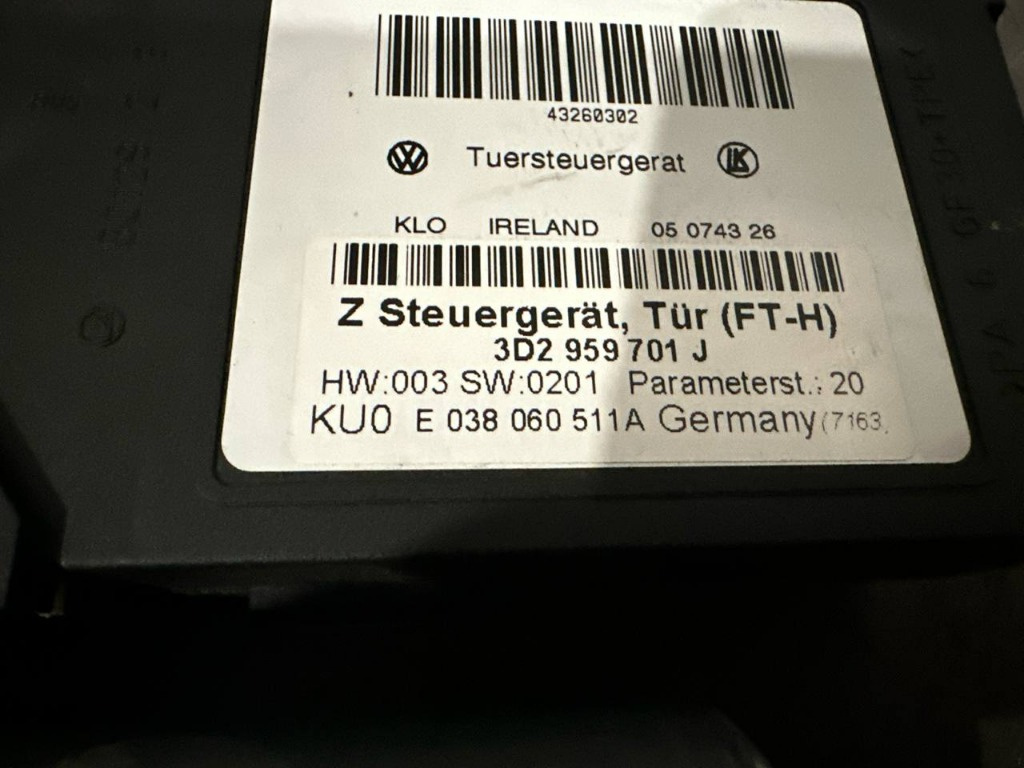 43260302
Tuersteuergerat
KLO IRELAND 05 0743 26
Z Steuergerät, Tür (FT-H)
3D2 959 701 J
HW:003 SW:0201 Parameterst.: 20
KU0 E 038 060 511A Germany (7163